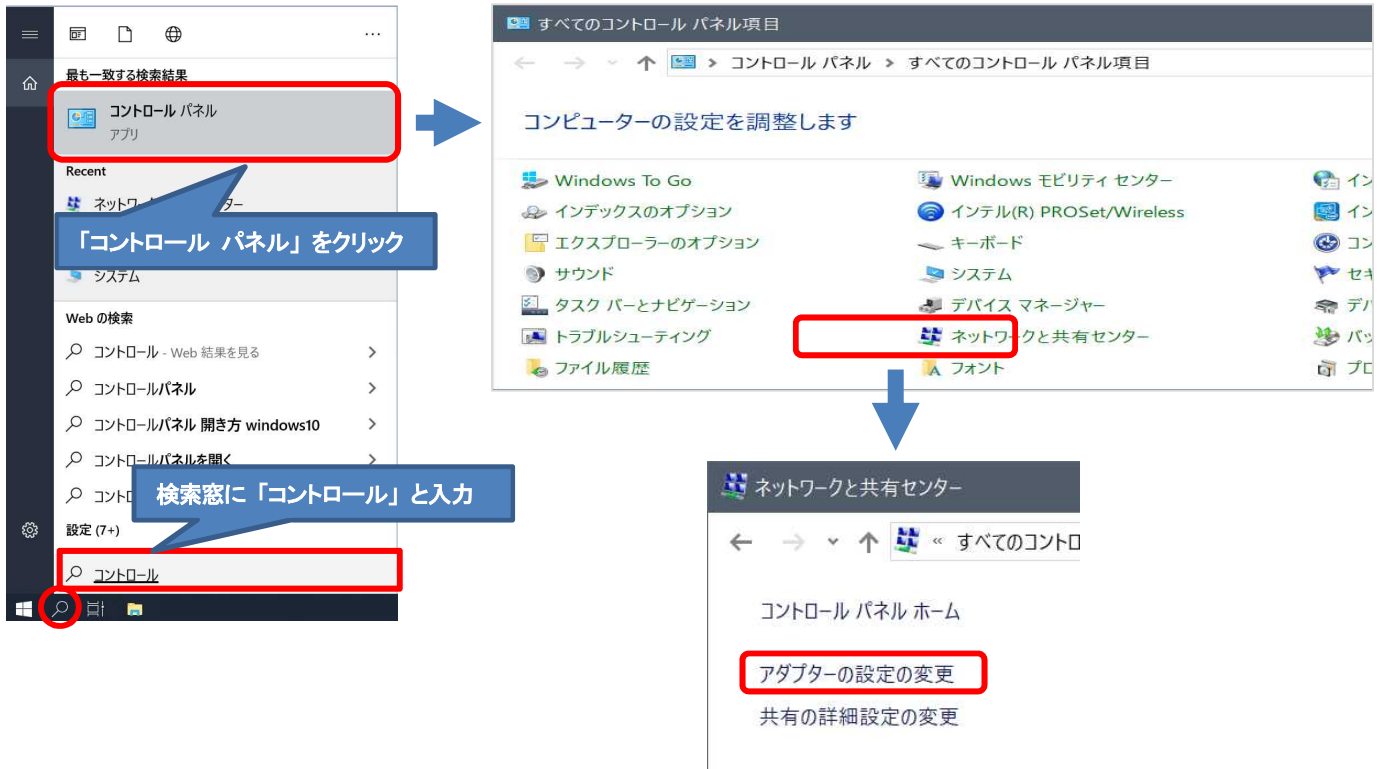 最も一致する検索結果
コントロール パネル
アプリ
Recent
「コントロール パネル」をクリック
システム
Web の検索
コントロール - Web 結果を見る
コントロールパネル
コントロールパネル 開き方 windows10
コントロールパネルを開く
検索窓に「コントロール」と入力
設定 (7+)
コントロール
すべてのコントロール パネル項目
コントロール パネル > すべてのコントロール パネル項目
コンピューターの設定を調整します
Windows To Go
Windows モビリティ センター
イン
インデックスのオプション
インテル(R) PROSet/Wireless
イン
エクスプローラーのオプション
キーボード
コン
サウンド
システム
セキ
タスク バーとナビゲーション
デバイス マネージャー
デバ
トラブルシューティング
ネットワークと共有センター
バッ
ファイル履歴
フォント
プロ
ネットワークと共有センター
« すべてのコントロ
コントロール パネル ホーム
アダプターの設定の変更
共有の詳細設定の変更